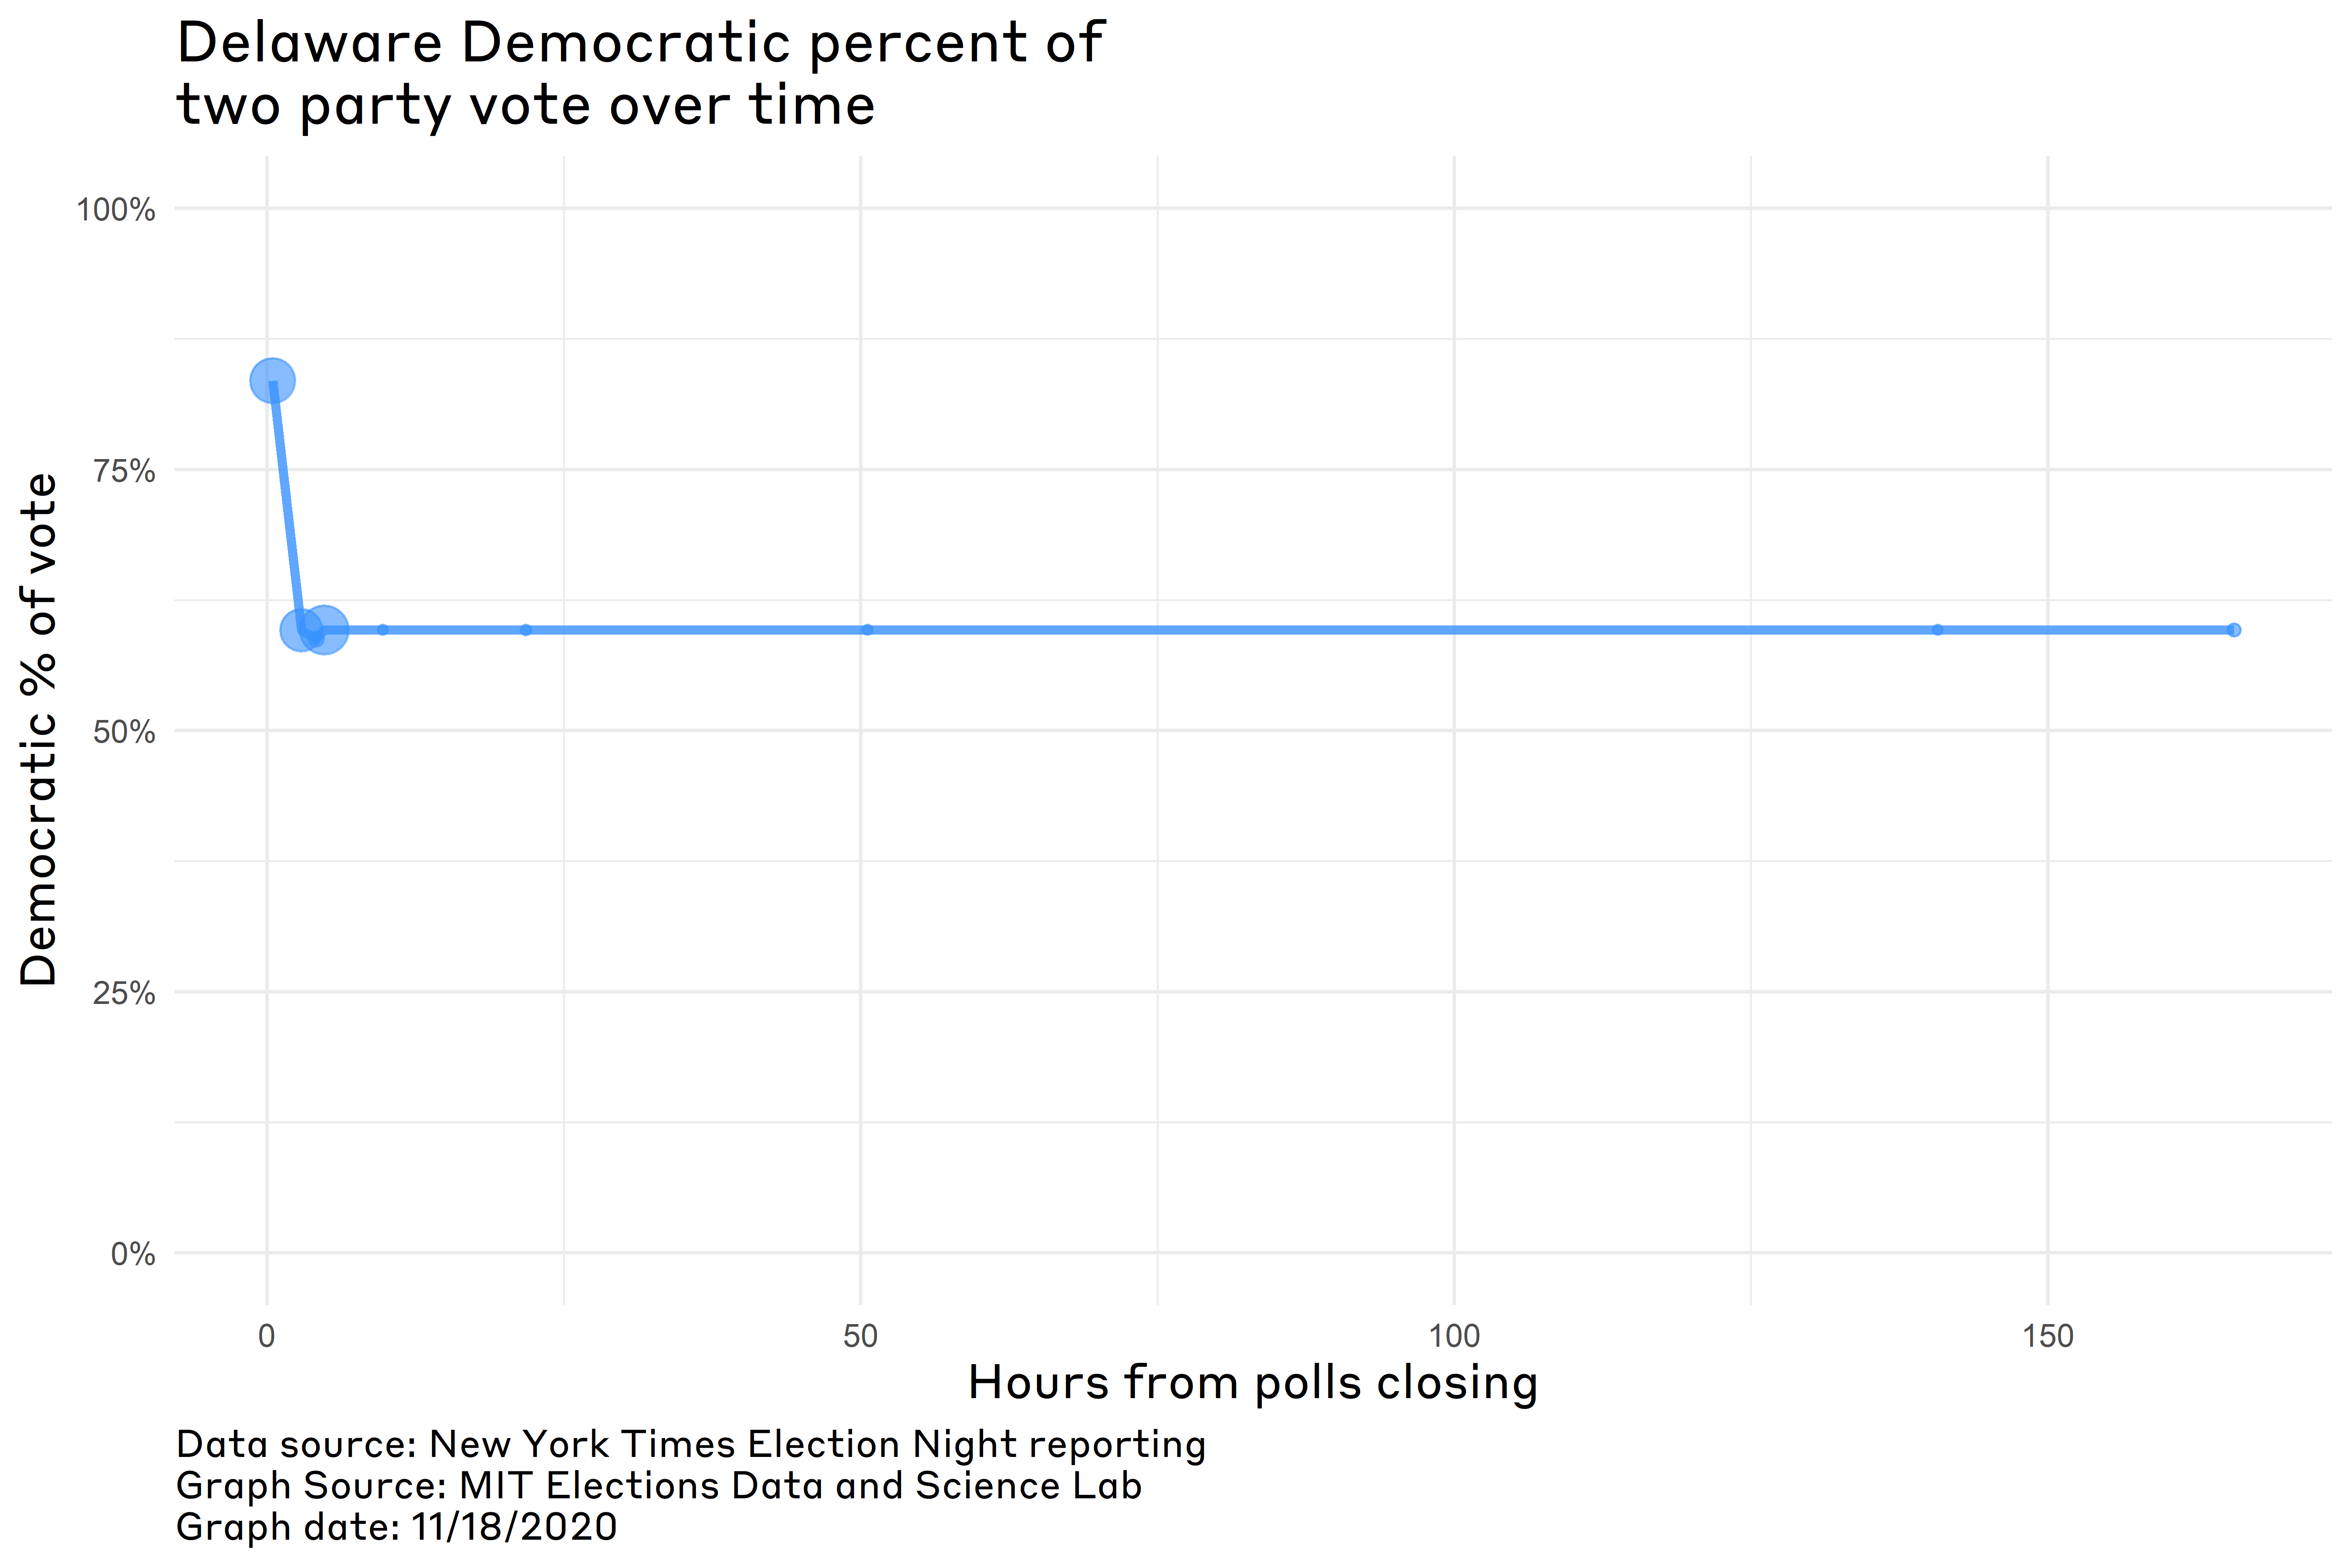 Delaware Democratic percent of
two party vote over time
Democratic % of vote
100%
75%
50%
25%
0%
0 50 100 150
Hours from polls closing
Data source: New York Times Election Night reporting
Graph Source: MIT Elections Data and Science Lab
Graph date: 11/18/2020